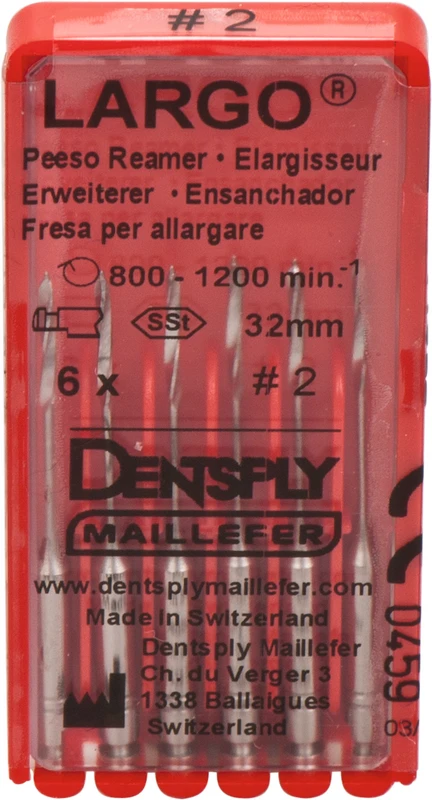 # 2
LARGO®
Peeso Reamer • Elargisseur
Erweiterer • Ensanchador
Fresa per allargare
800 - 1200 min.-1
SSt 32mm
6 x # 2
DENTSPLY
MAILLEFER
www.dentsplymaillefer.com
Made in Switzerland
Dentsply Maillefer
Ch. du Verger 3
1338 Ballaigues
Switzerland
0459
03/